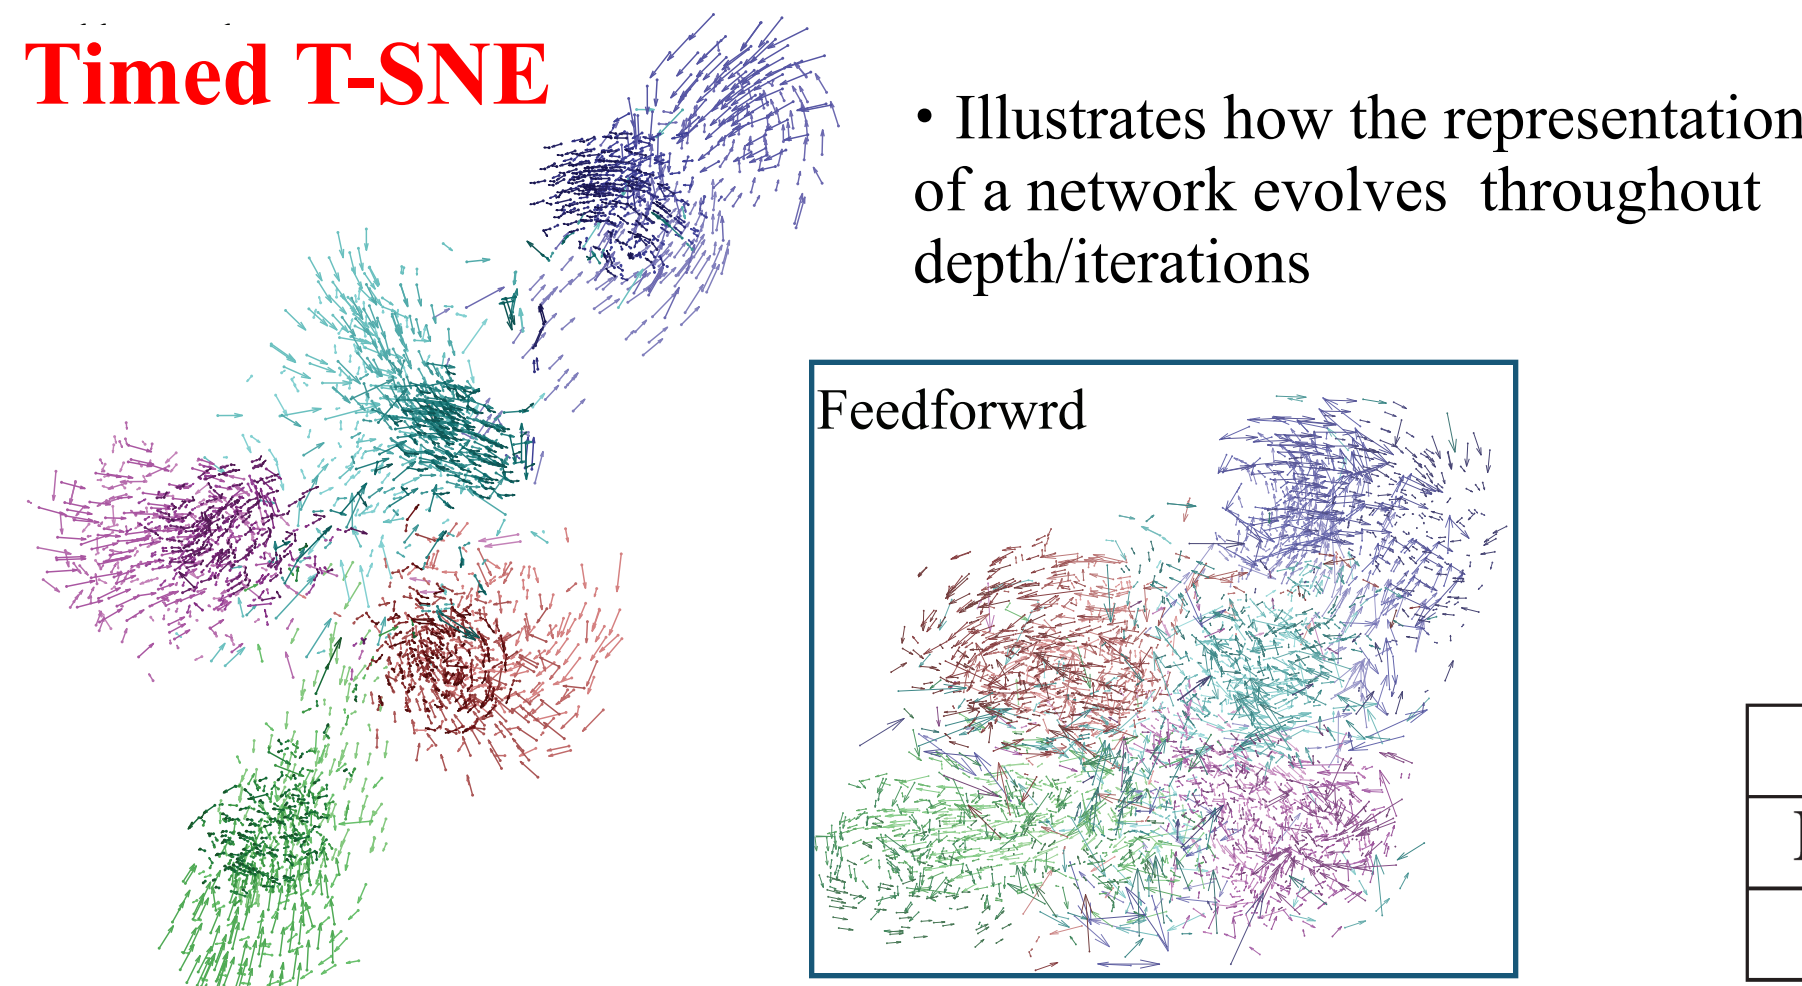 Timed T-SNE
• Illustrates how the representation
of a network evolves throughout
depth/iterations
Feedforwrd